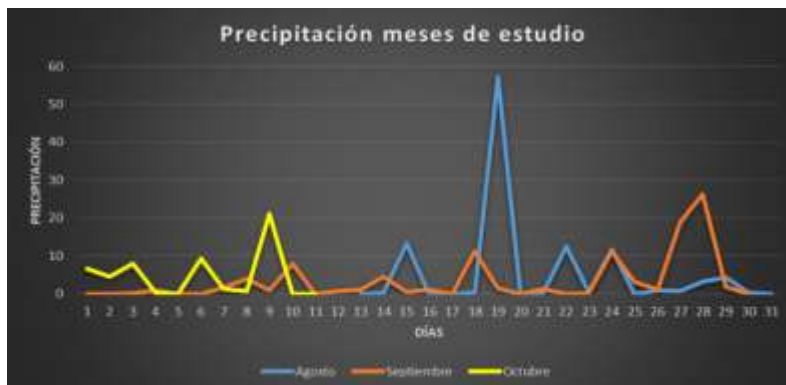 Precipitación meses de estudio
60
50
40
30
20
10
0
PRECIPITACIÓN
1 2 3 4 5 6 7 8 9 10 11 12 13 14 15 16 17 18 19 20 21 22 23 24 25 26 27 28 29 30 31
DÍAS
Agosto Septiembre Octubre